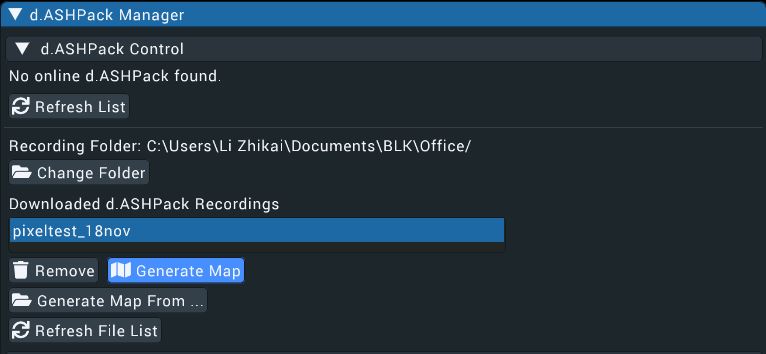 d.ASHPack Manager
d.ASHPack Control
No online d.ASHPack found.
Refresh List
Recording Folder: C:\Users\Li Zhikai\Documents\BLK\Office/
Change Folder
Downloaded d.ASHPack Recordings
pixeltest_18nov
Remove Generate Map
Generate Map From ...
Refresh File List